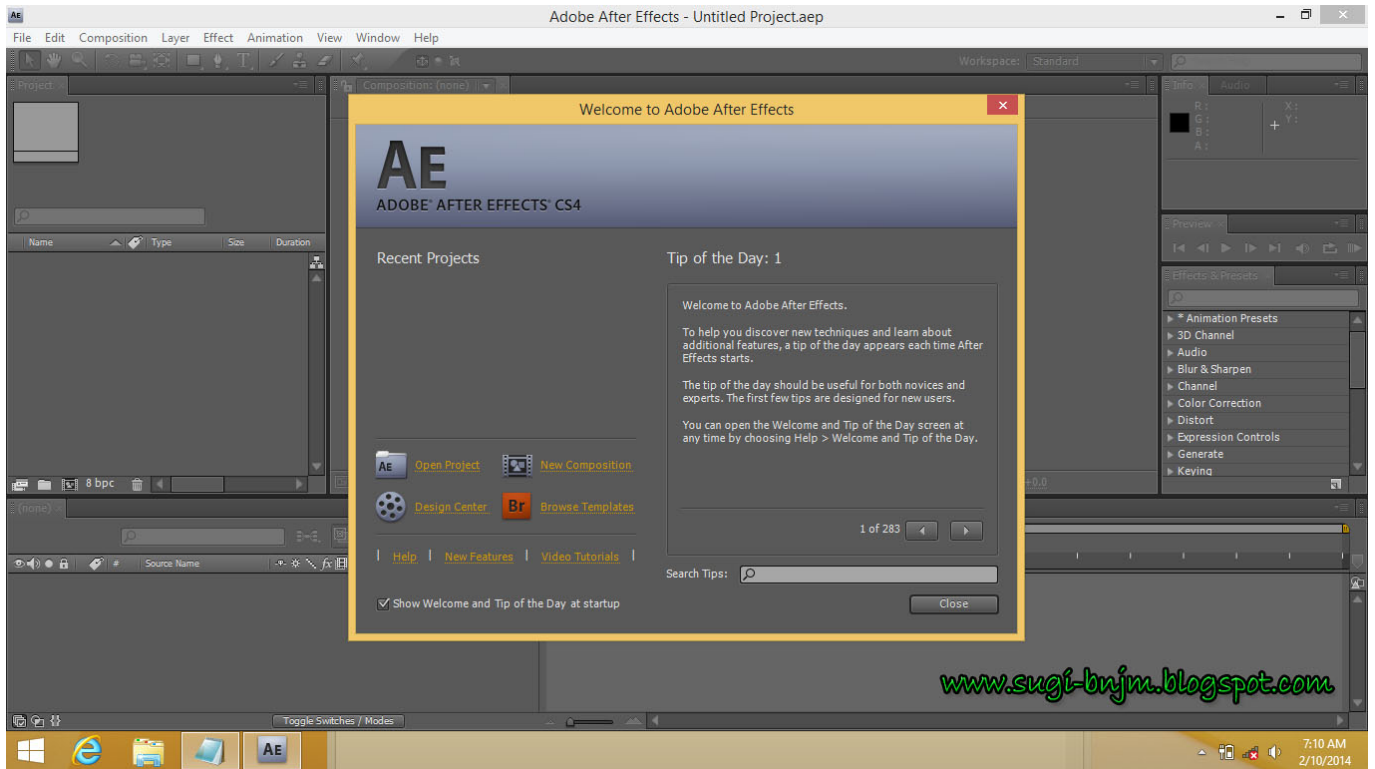 Adobe After Effects - Untitled Project.aep
File Edit Composition Layer Effect Animation View Window Help
Workspace: Standard
Project
Composition: (none)
Info Audio
R:
G:
B:
A:
X:
Y:
Welcome to Adobe After Effects
AE
ADOBE® AFTER EFFECTS® CS4
Preview
Name Type Size Duration
Recent Projects
Tip of the Day: 1
Effects & Presets
Welcome to Adobe After Effects.
To help you discover new techniques and learn about
additional features, a tip of the day appears each time After
Effects starts.
The tip of the day should be useful for both novices and
experts. The first few tips are designed for new users.
You can open the Welcome and Tip of the Day screen at
any time by choosing Help > Welcome and Tip of the Day.
* Animation Presets
3D Channel
Audio
Blur & Sharpen
Channel
Color Correction
Distort
Expression Controls
Generate
Keying
AE Open Project New Composition
Design Center Br Browse Templates
8 bpc
+0.0
(none)
1 of 283
Help New Features Video Tutorials
Search Tips:
# Source Name
Show Welcome and Tip of the Day at startup
Close
www.sugi-bnjm.blogspot.com
Toggle Switches / Modes
AE
7:10 AM
2/10/2014